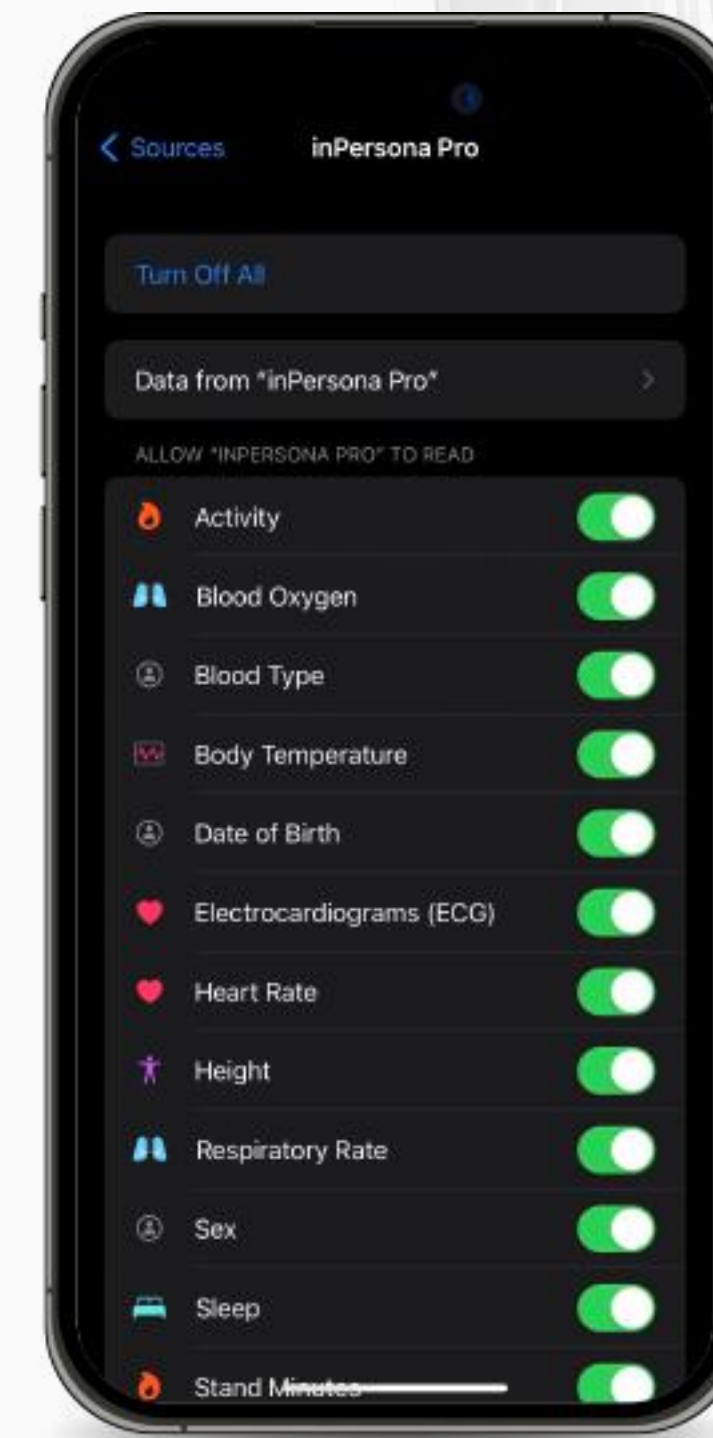 Sources inPersona Pro
Turn Off All
Data from “inPersona Pro”
ALLOW “INPERSONA PRO” TO READ
Activity
Blood Oxygen
Blood Type
Body Temperature
Date of Birth
Electrocardiograms (ECG)
Heart Rate
Height
Respiratory Rate
Sex
Sleep
Stand Minutes